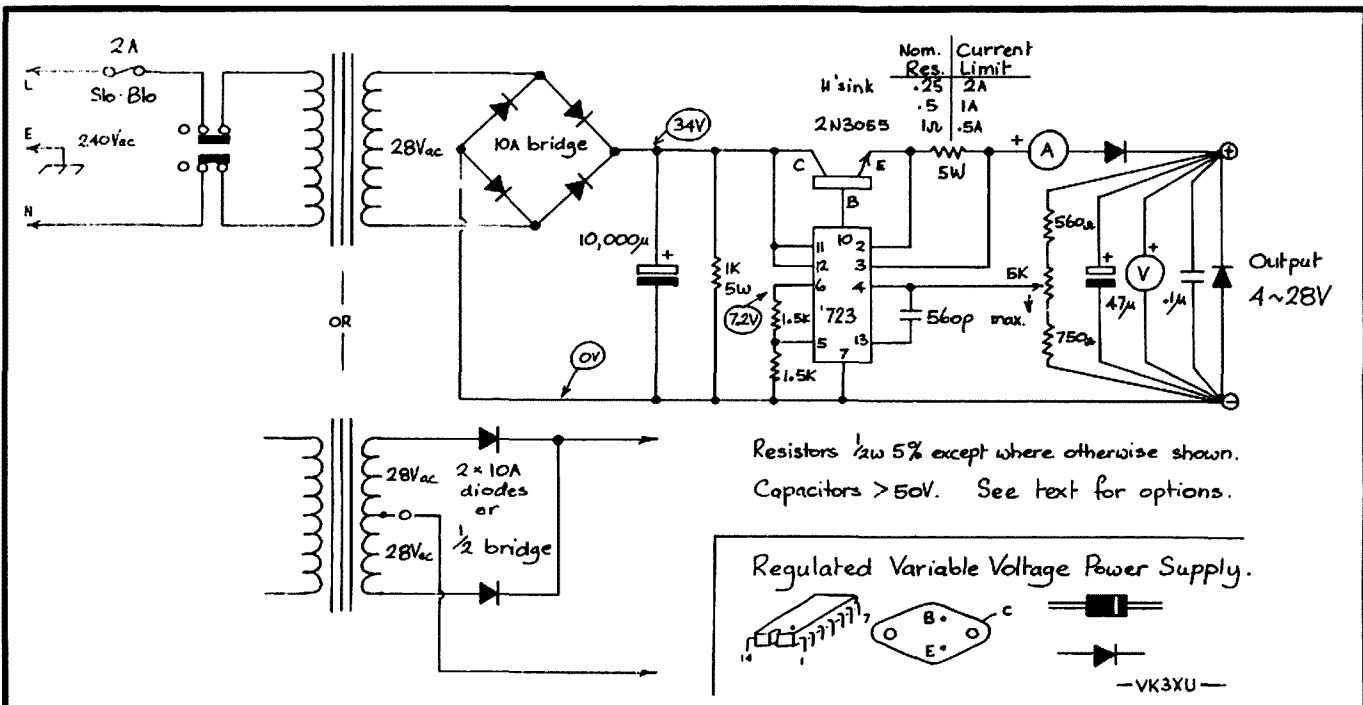 2A
Slo-Blo
L
E
240Vac
N
28Vac
10A bridge
34V
10,000μ
+
1K
5W
H'sink
2N3055
Nom. Res.
Current Limit
.25 2A
.5 1A
1Ω .5A
C
E
B
5W
+
A
10
2
11
3
12
4
6
'723
5
13
7
7.2V
1.5K
1.5K
560p
0V
560Ω
5K
max.
750Ω
+
47μ
+
V
.1μ
+
Output
4~28V
-
OR
28Vac
28Vac
2 × 10A
diodes
or
1/2 bridge
Resistors 1/2w 5% except where otherwise shown.
Capacitors >50V. See text for options.
Regulated Variable Voltage Power Supply.
14
1
7
B
E
C
—VK3XU—